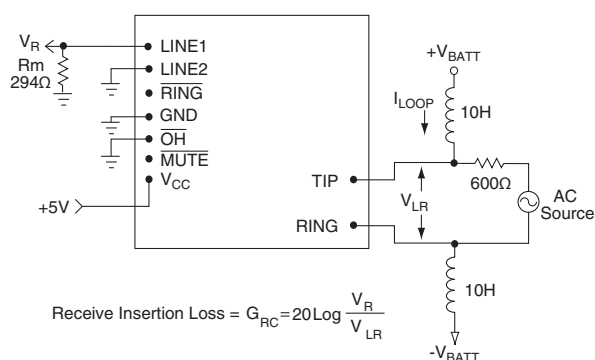 V_R
Rm
294Ω
LINE1
LINE2
RING
GND
OH
MUTE
V_CC
+5V
TIP
RING
+V_BATT
I_LOOP
10H
600Ω
V_LR
AC
Source
10H
-V_BATT
Receive Insertion Loss = G_RC=20Log V_R / V_LR